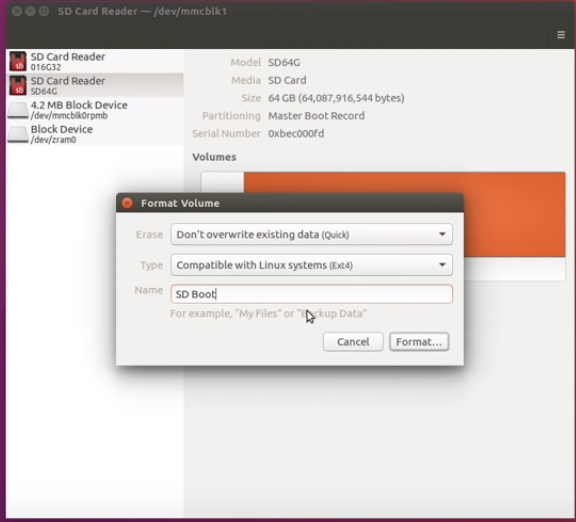 SD Card Reader — /dev/mmcblk1
SD Card Reader
016G32
SD Card Reader
SD64G
4.2 MB Block Device
/dev/mmcblk0rpmb
Block Device
/dev/zram0
Model SD64G
Media SD Card
Size 64 GB (64,087,916,544 bytes)
Partitioning Master Boot Record
Serial Number 0xbec000fd
Volumes
Format Volume
Erase Don't overwrite existing data (Quick)
Type Compatible with Linux systems (Ext4)
Name SD Boot
For example, "My Files" or "Backup Data"
Cancel Format...